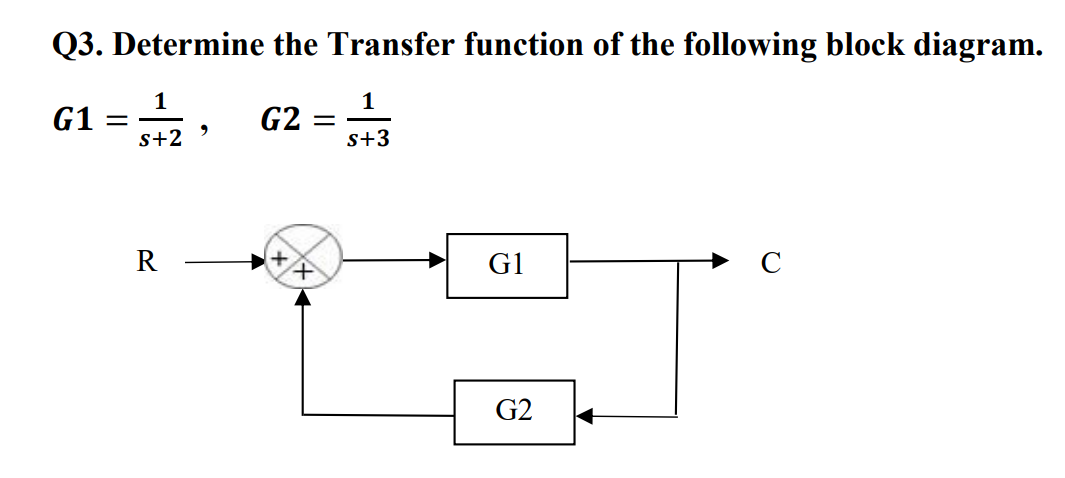 Q3. Determine the Transfer function of the following block diagram.
G1 = 1/(s+2) , G2 = 1/(s+3)
R
+
+
G1
C
G2